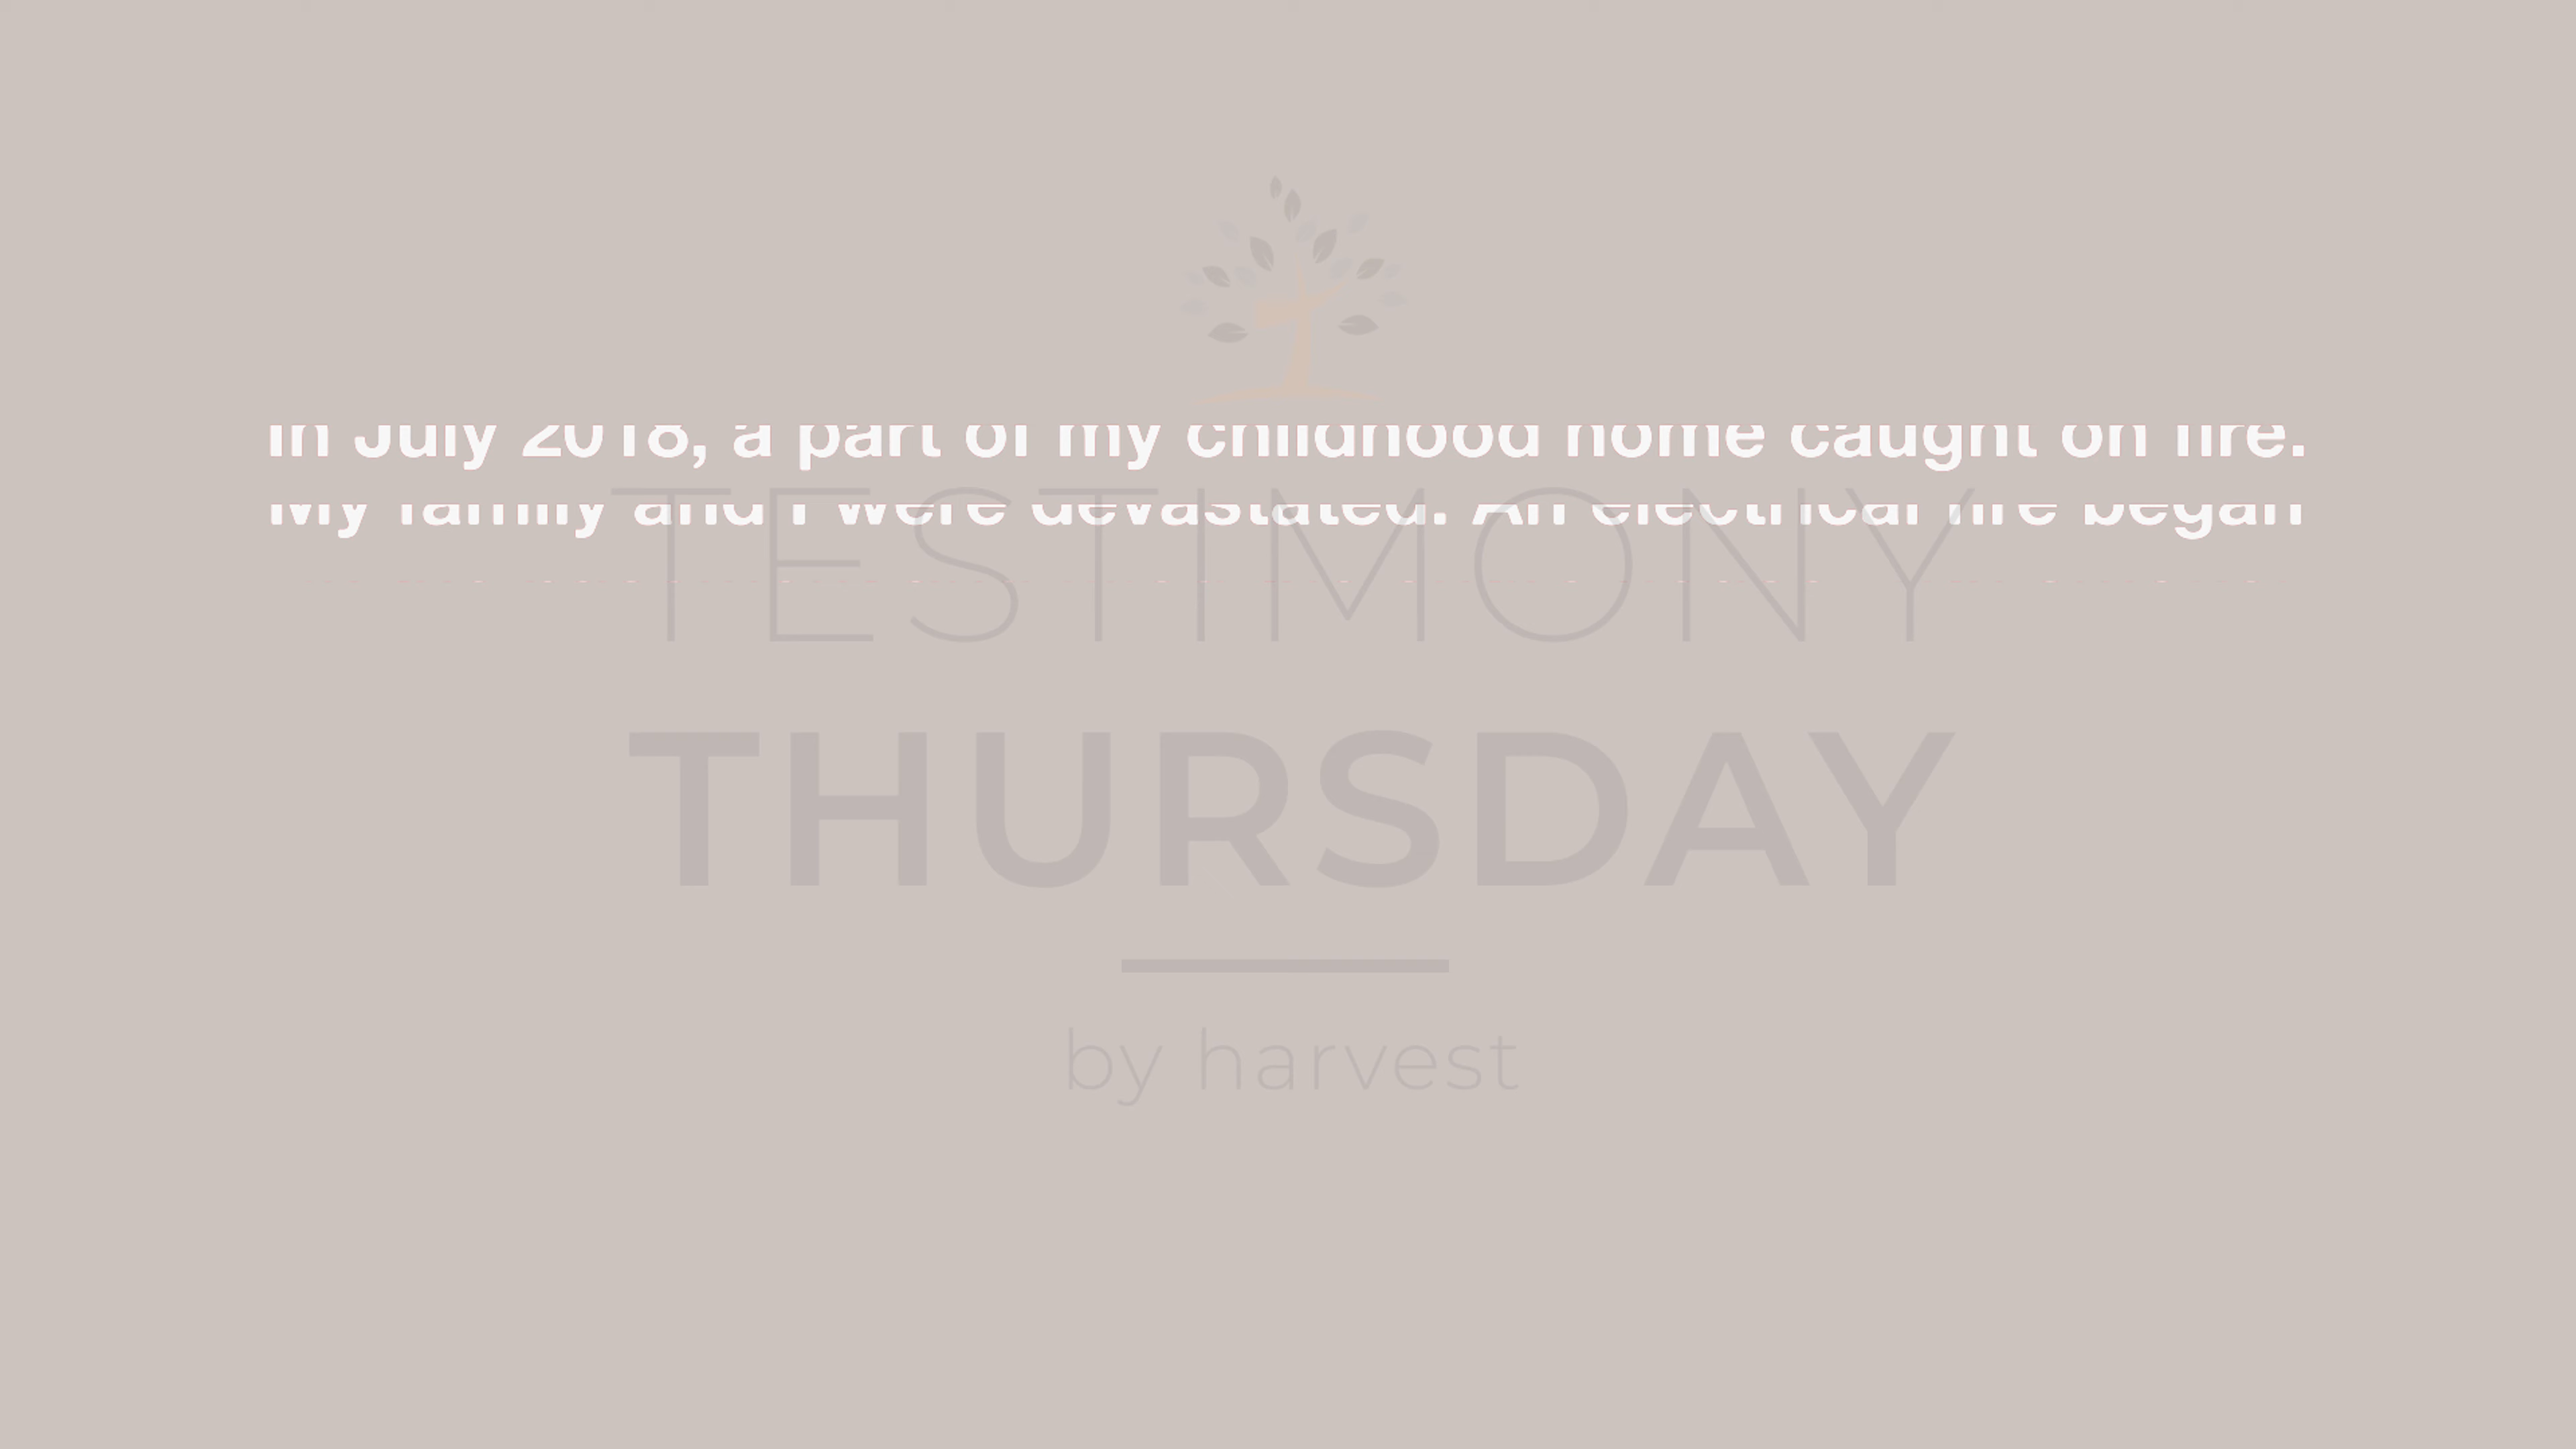 In July 2018, a part of my childhood home caught on fire.
My family and I were devastated. An electrical fire began
TESTIMONY
THURSDAY
by harvest